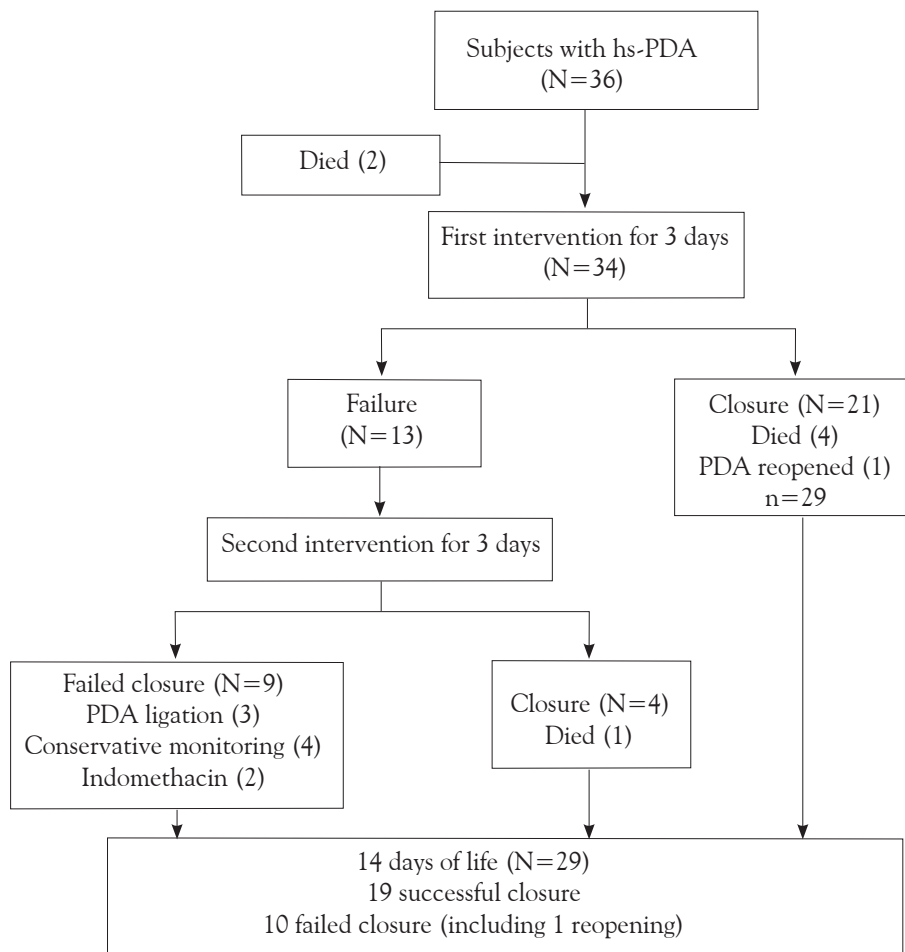 Subjects with hs-PDA
(N=36)
Died (2)
First intervention for 3 days
(N=34)
Failure
(N=13)
Closure (N=21)
Died (4)
PDA reopened (1)
n=29
Second intervention for 3 days
Failed closure (N=9)
PDA ligation (3)
Conservative monitoring (4)
Indomethacin (2)
Closure (N=4)
Died (1)
14 days of life (N=29)
19 successful closure
10 failed closure (including 1 reopening)